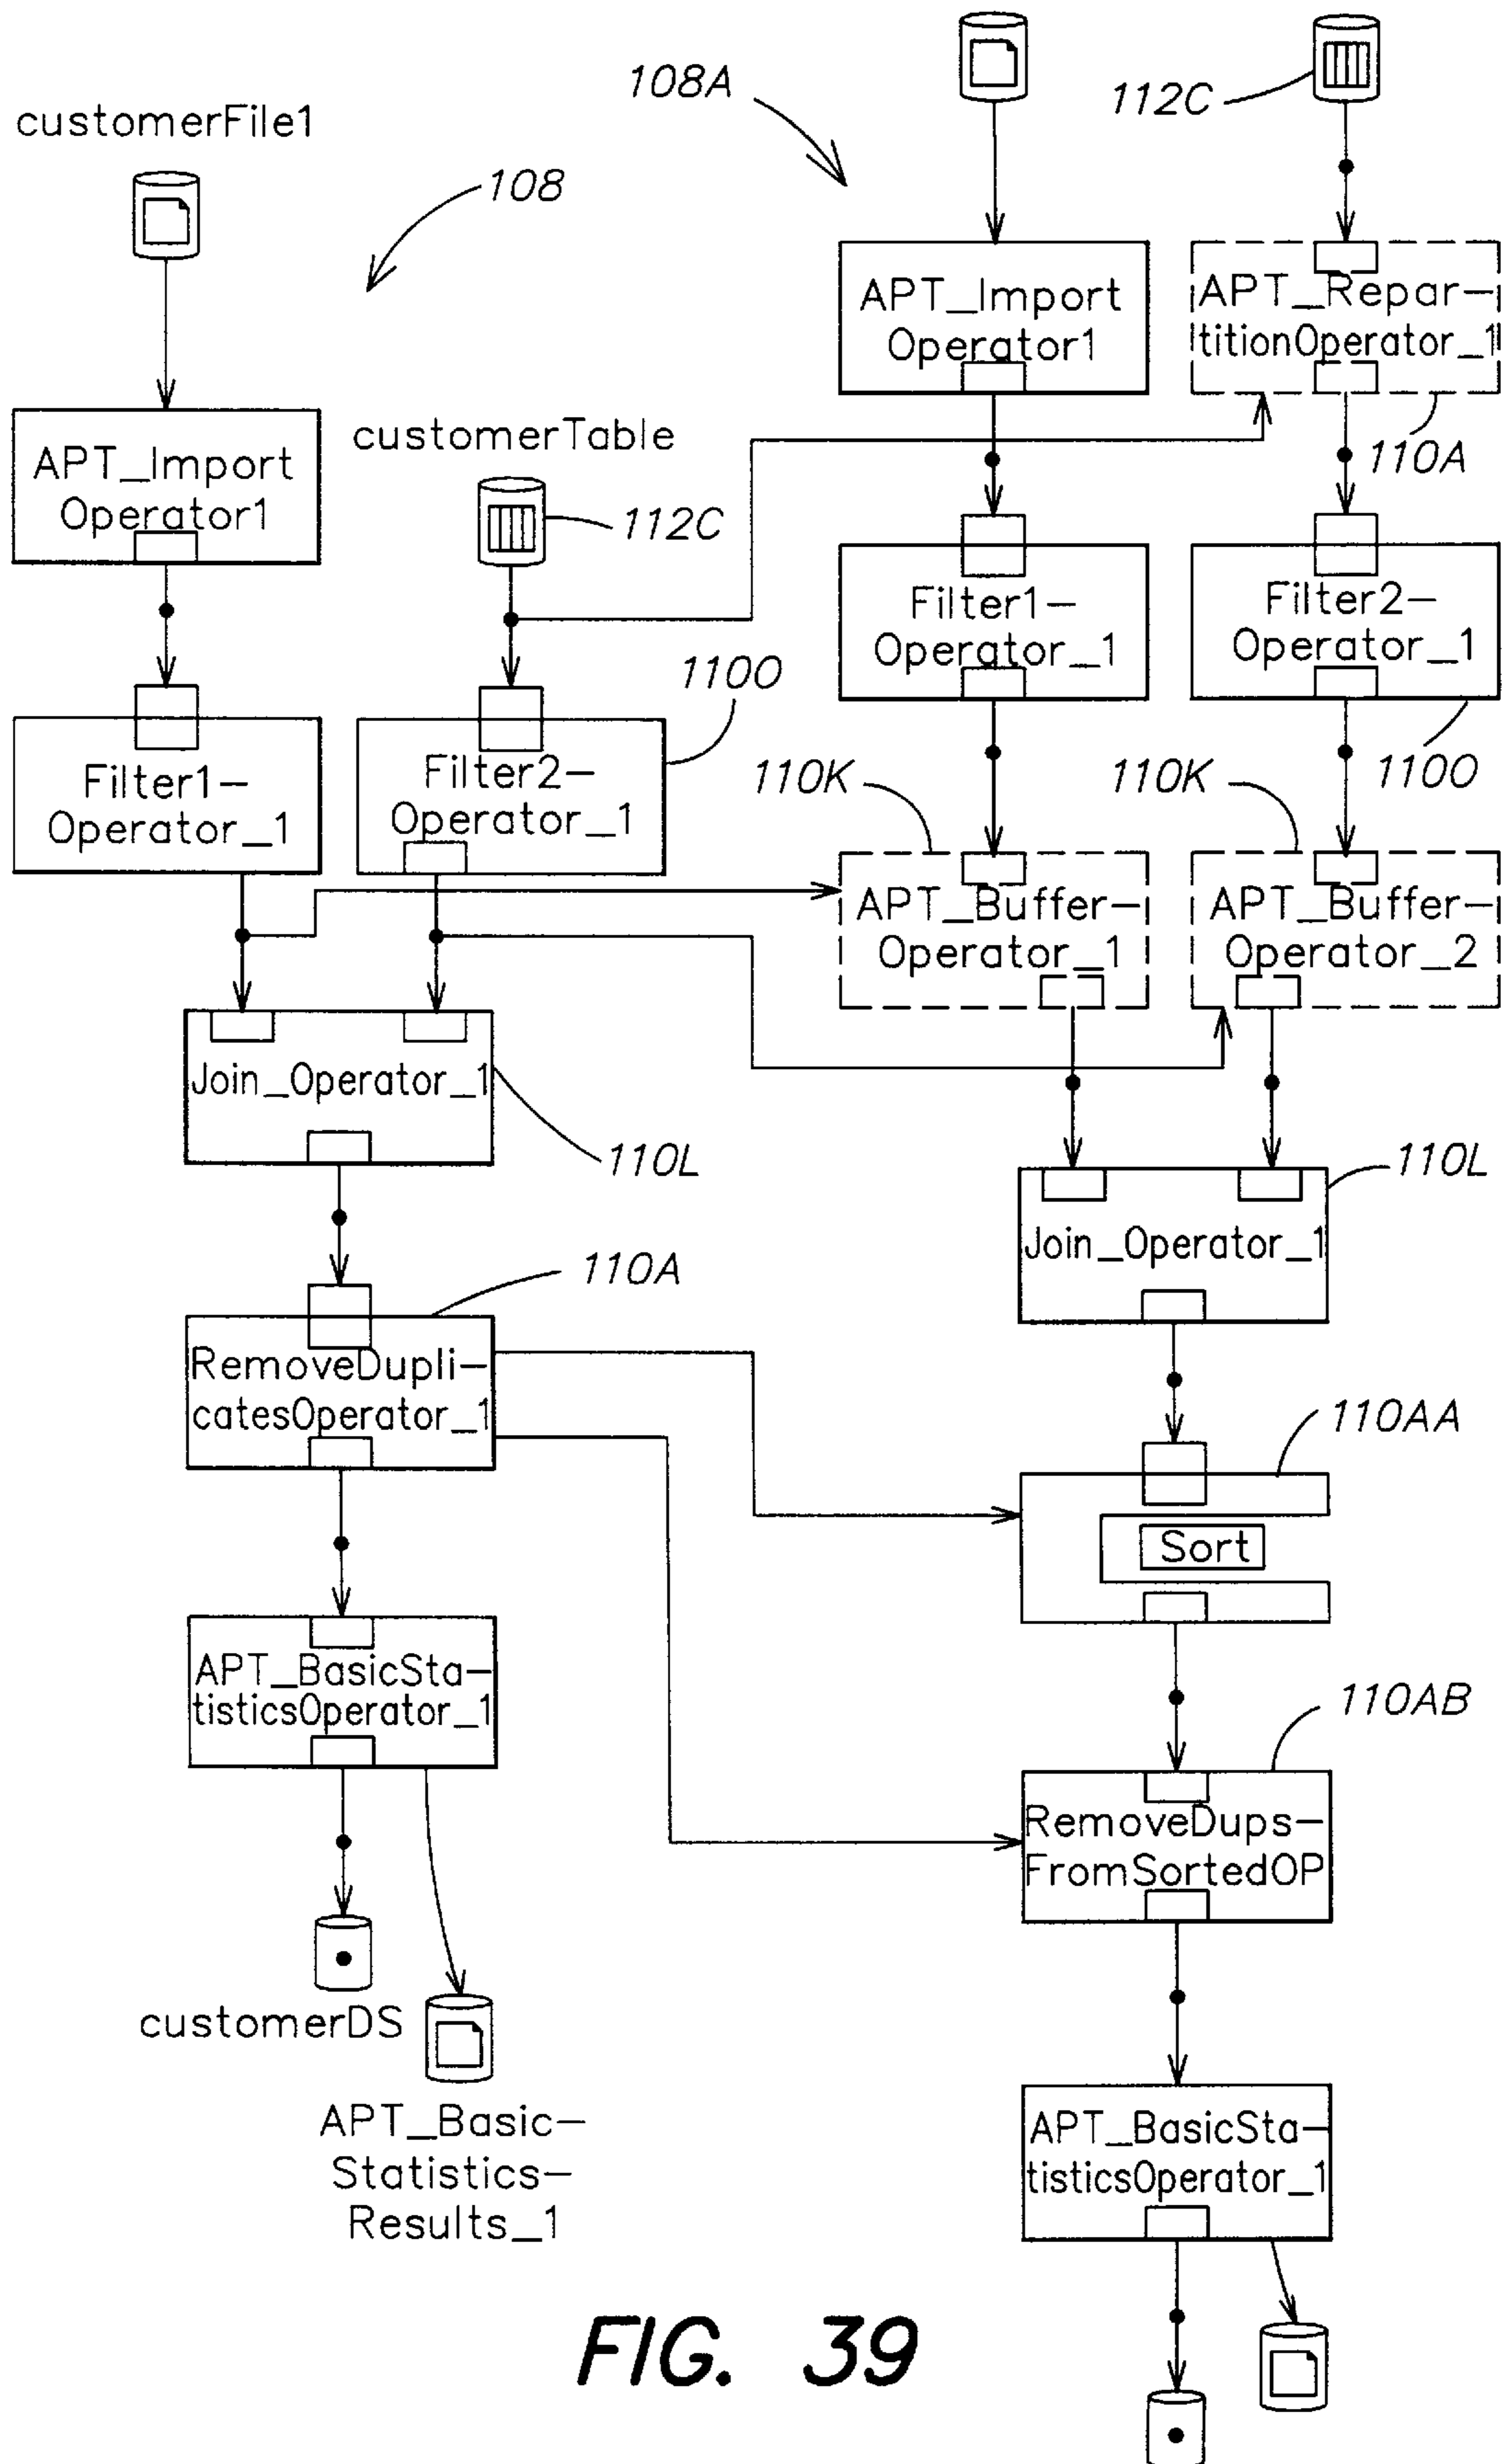 customerFile1
108
APT_Import
Operator1
customerTable
112C
Filter1-
Operator_1
Filter2-
Operator_1
110O
Join_Operator_1
110L
RemoveDupli-
catesOperator_1
110A
APT_BasicSta-
tisticsOperator_1
customerDS
APT_Basic-
Statistics-
Results_1
108A
112C
APT_Import
Operator1
APT_Repar-
titionOperator_1
110A
Filter1-
Operator_1
Filter2-
Operator_1
110O
110K
110K
APT_Buffer-
Operator_1
APT_Buffer-
Operator_2
Join_Operator_1
110L
110AA
Sort
110AB
RemoveDups-
FromSortedOP
APT_BasicSta-
tisticsOperator_1
FIG. 39